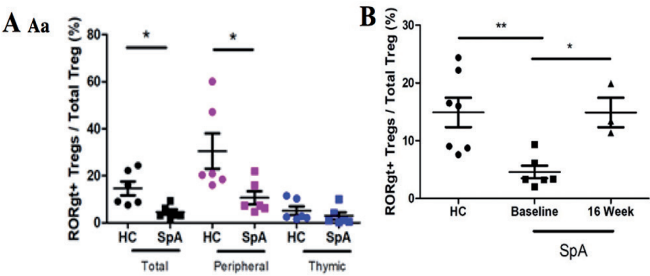 A Aa
RORgt+ Tregs / Total Treg (%)
80
60
40
20
0
* *
HC SpA HC SpA HC SpA
Total Peripheral Thymic
B
RORgt+ Tregs / Total Treg (%)
30
20
10
0
**
*
HC Baseline 16 Week
SpA